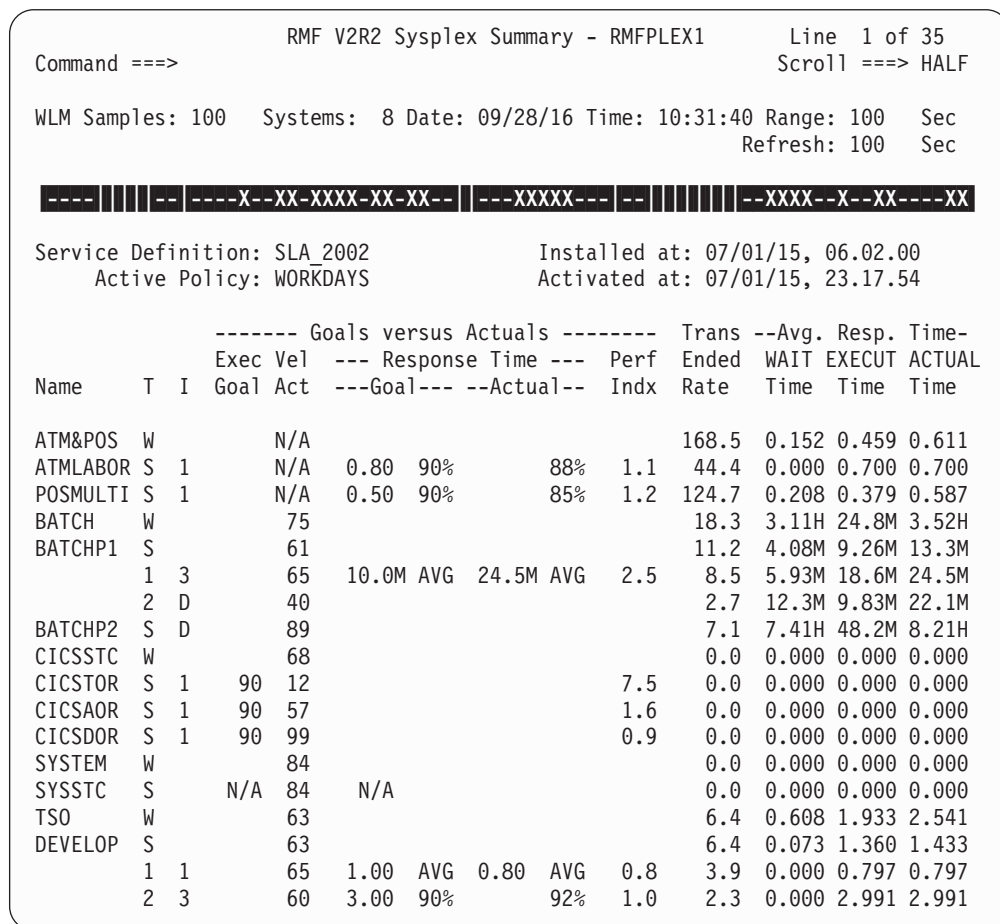 RMF V2R2 Sysplex Summary - RMFPLEX1 Line 1 of 35
Command ===> Scroll ===> HALF
WLM Samples: 100 Systems: 8 Date: 09/28/16 Time: 10:31:40 Range: 100 Sec
Refresh: 100 Sec
|----|||||||--|----X--XX-XXXX-XX-XX--||---XXXXX---|--||||||||--XXXX--X--XX----XX|
Service Definition: SLA_2002 Installed at: 07/01/15, 06.02.00
Active Policy: WORKDAYS Activated at: 07/01/15, 23.17.54
------- Goals versus Actuals -------- Trans --Avg. Resp. Time-
Exec Vel --- Response Time --- Perf Ended WAIT EXECUT ACTUAL
Name T I Goal Act ---Goal--- --Actual-- Indx Rate Time Time Time
ATM&POS W N/A 168.5 0.152 0.459 0.611
ATMLABOR S 1 N/A 0.80 90% 88% 1.1 44.4 0.000 0.700 0.700
POSMULTI S 1 N/A 0.50 90% 85% 1.2 124.7 0.208 0.379 0.587
BATCH W 75 18.3 3.11H 24.8M 3.52H
BATCHP1 S 61 11.2 4.08M 9.26M 13.3M
1 3 65 10.0M AVG 24.5M AVG 2.5 8.5 5.93M 18.6M 24.5M
2 D 40 2.7 12.3M 9.83M 22.1M
BATCHP2 S D 89 7.1 7.41H 48.2M 8.21H
CICSSTC W 68 0.0 0.000 0.000 0.000
CICSTOR S 1 90 12 7.5 0.0 0.000 0.000 0.000
CICSAOR S 1 90 57 1.6 0.0 0.000 0.000 0.000
CICSDOR S 1 90 99 0.9 0.0 0.000 0.000 0.000
SYSTEM W 84 0.0 0.000 0.000 0.000
SYSSTC S N/A 84 N/A 0.0 0.000 0.000 0.000
TSO W 63 6.4 0.608 1.933 2.541
DEVELOP S 63 6.4 0.073 1.360 1.433
1 1 65 1.00 AVG 0.80 AVG 0.8 3.9 0.000 0.797 0.797
2 3 60 3.00 90% 92% 1.0 2.3 0.000 2.991 2.991